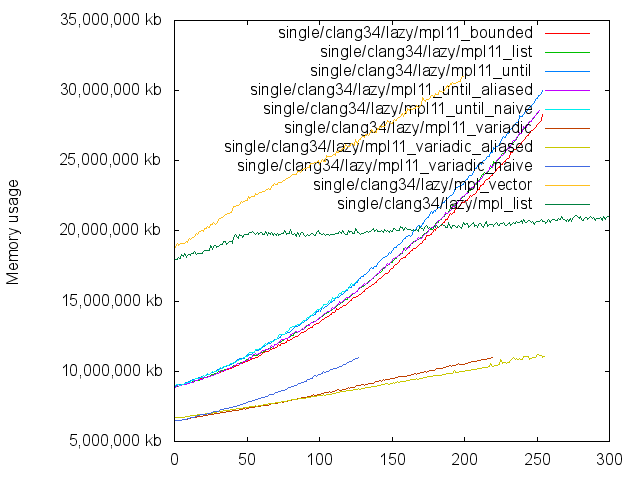 35,000,000 kb
30,000,000 kb
25,000,000 kb
20,000,000 kb
15,000,000 kb
10,000,000 kb
5,000,000 kb
Memory usage
single/clang34/lazy/mpl11_bounded
single/clang34/lazy/mpl11_list
single/clang34/lazy/mpl11_until
single/clang34/lazy/mpl11_until_aliased
single/clang34/lazy/mpl11_until_naive
single/clang34/lazy/mpl11_variadic
single/clang34/lazy/mpl11_variadic_aliased
single/clang34/lazy/mpl11_variadic_naive
single/clang34/lazy/mpl_vector
single/clang34/lazy/mpl_list
0 50 100 150 200 250 300